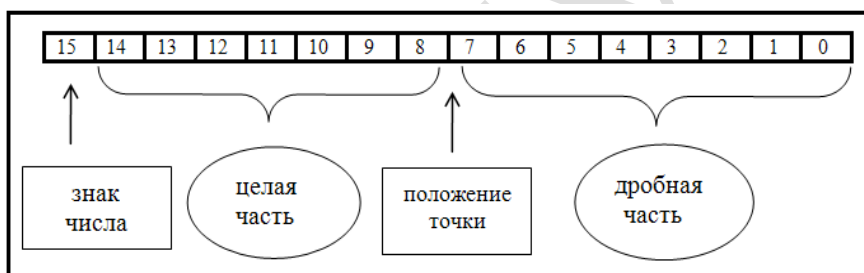 15 14 13 12 11 10 9 8 7 6 5 4 3 2 1 0
знак
числа
целая
часть
положение
точки
дробная
часть